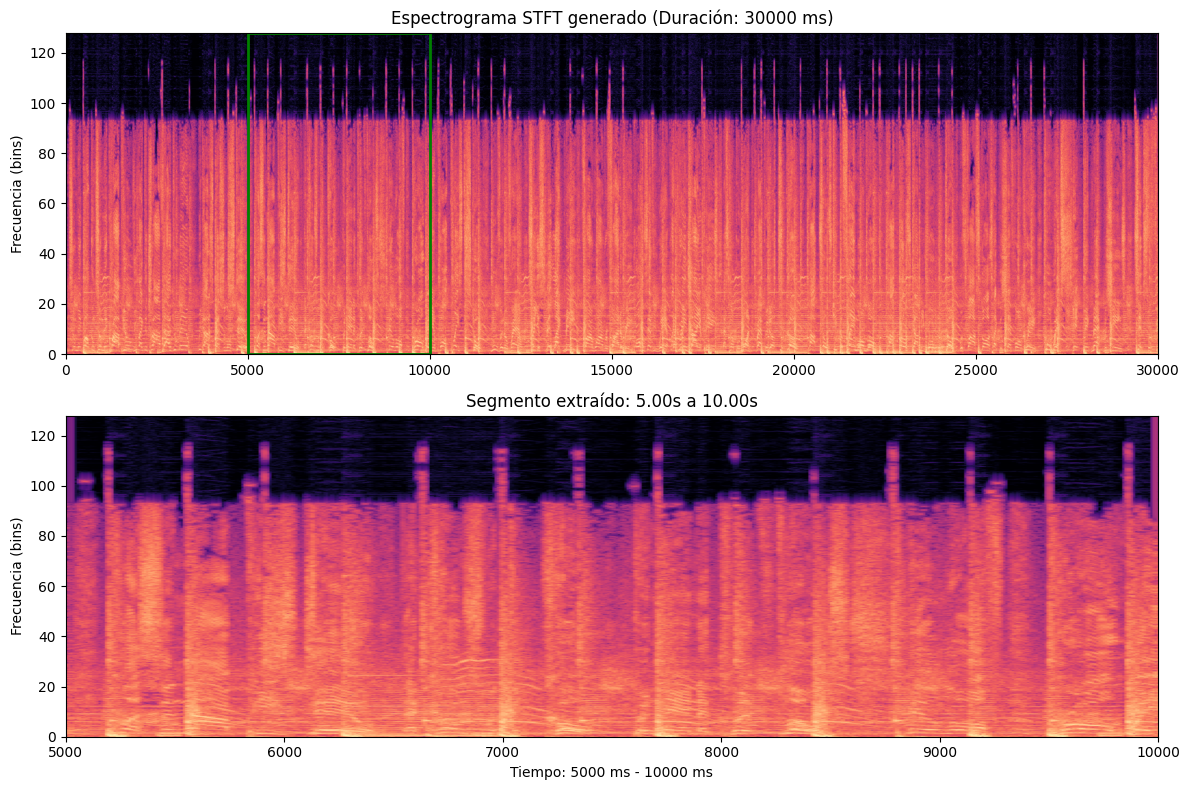 Espectrograma STFT generado (Duración: 30000 ms)
Frecuencia (bins)
120
100
80
60
40
20
0
0 5000 10000 15000 20000 25000 30000
Segmento extraído: 5.00s a 10.00s
Frecuencia (bins)
120
100
80
60
40
20
0
5000 6000 7000 8000 9000 10000
Tiempo: 5000 ms - 10000 ms